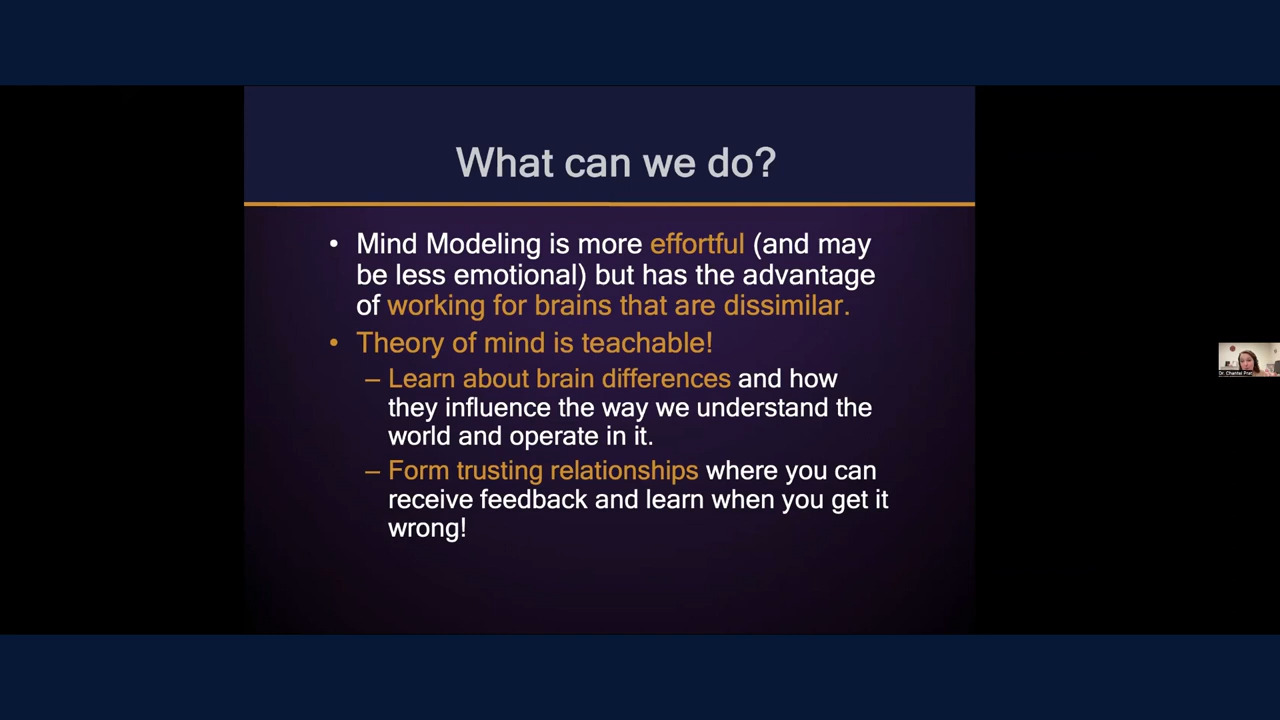 What can we do?
• Mind Modeling is more effortful (and may
be less emotional) but has the advantage
of working for brains that are dissimilar.
• Theory of mind is teachable!
– Learn about brain differences and how
they influence the way we understand the
world and operate in it.
– Form trusting relationships where you can
receive feedback and learn when you get it
wrong!
Dr. Chantel Prat